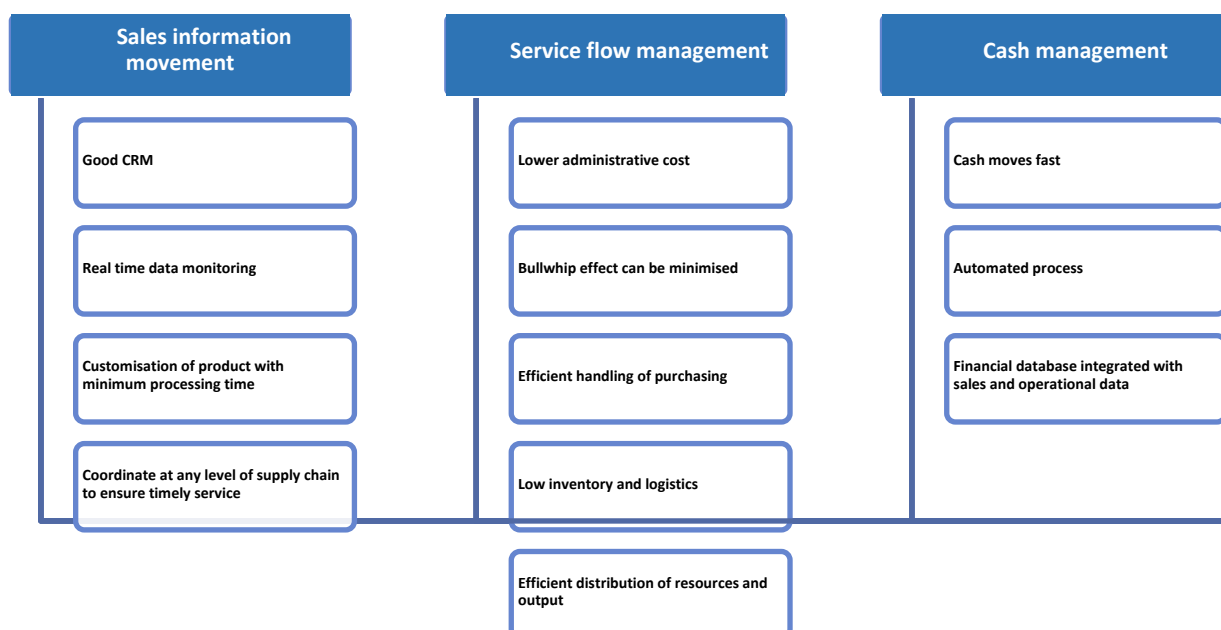 Sales information
movement
Good CRM
Real time data monitoring
Customisation of product with
minimum processing time
Coordinate at any level of supply chain
to ensure timely service
Service flow management
Lower administrative cost
Bullwhip effect can be minimised
Efficient handling of purchasing
Low inventory and logistics
Efficient distribution of resources and
output
Cash management
Cash moves fast
Automated process
Financial database integrated with
sales and operational data